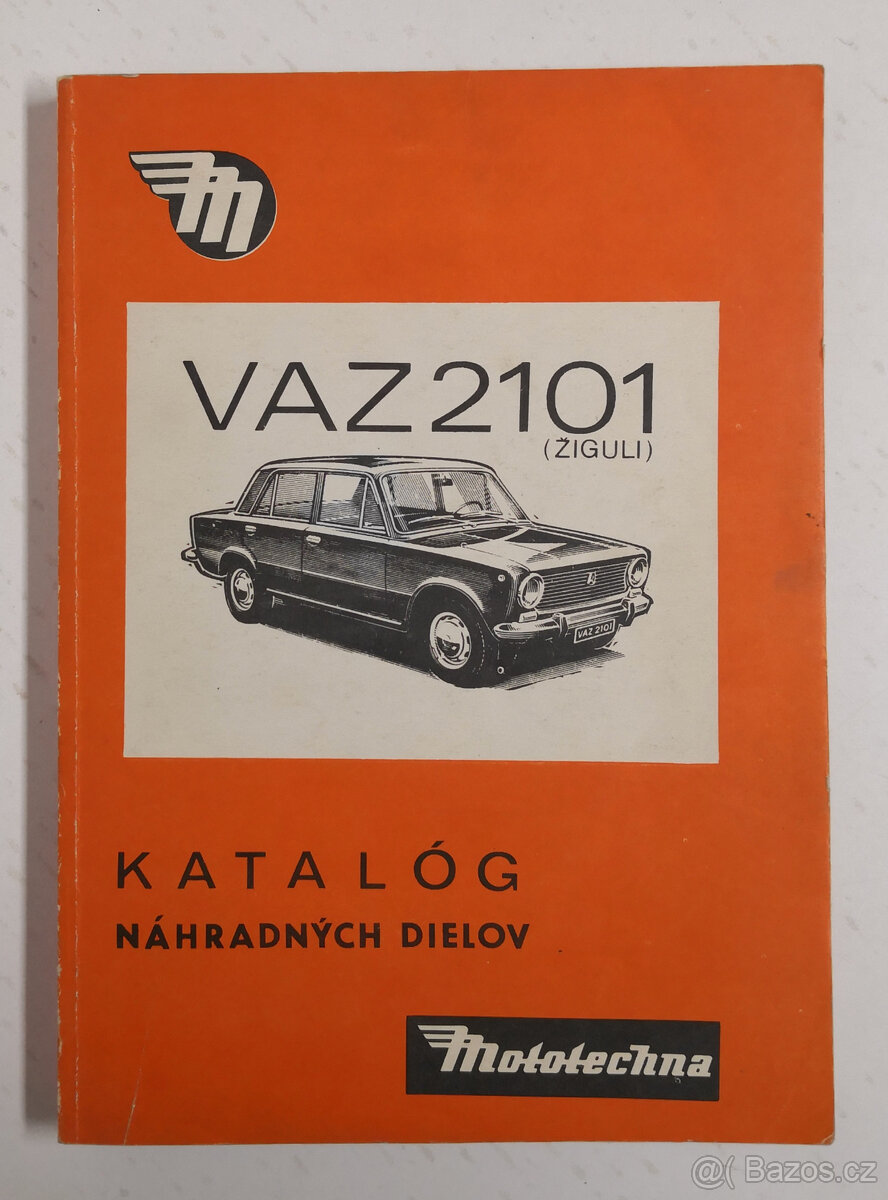 M
VAZ 2101
(ŽIGULI)
VAZ 2101
KATALÓG
NÁHRADNÝCH DIELOV
Mototechna
@( Bazos.cz